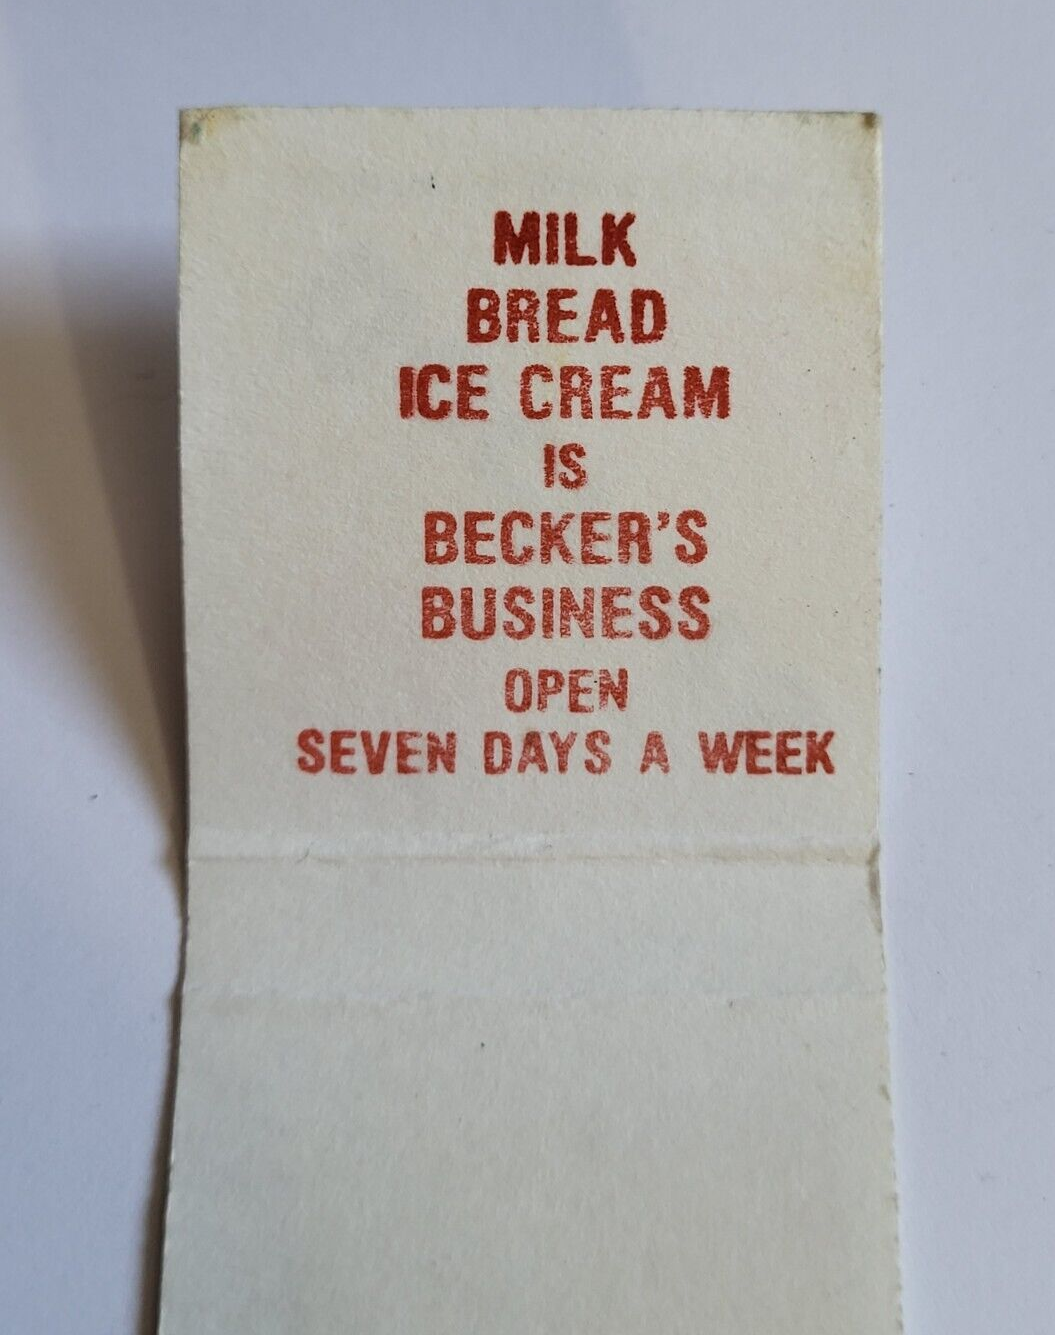 MILK
BREAD
ICE CREAM
IS
BECKER'S
BUSINESS
OPEN
SEVEN DAYS A WEEK